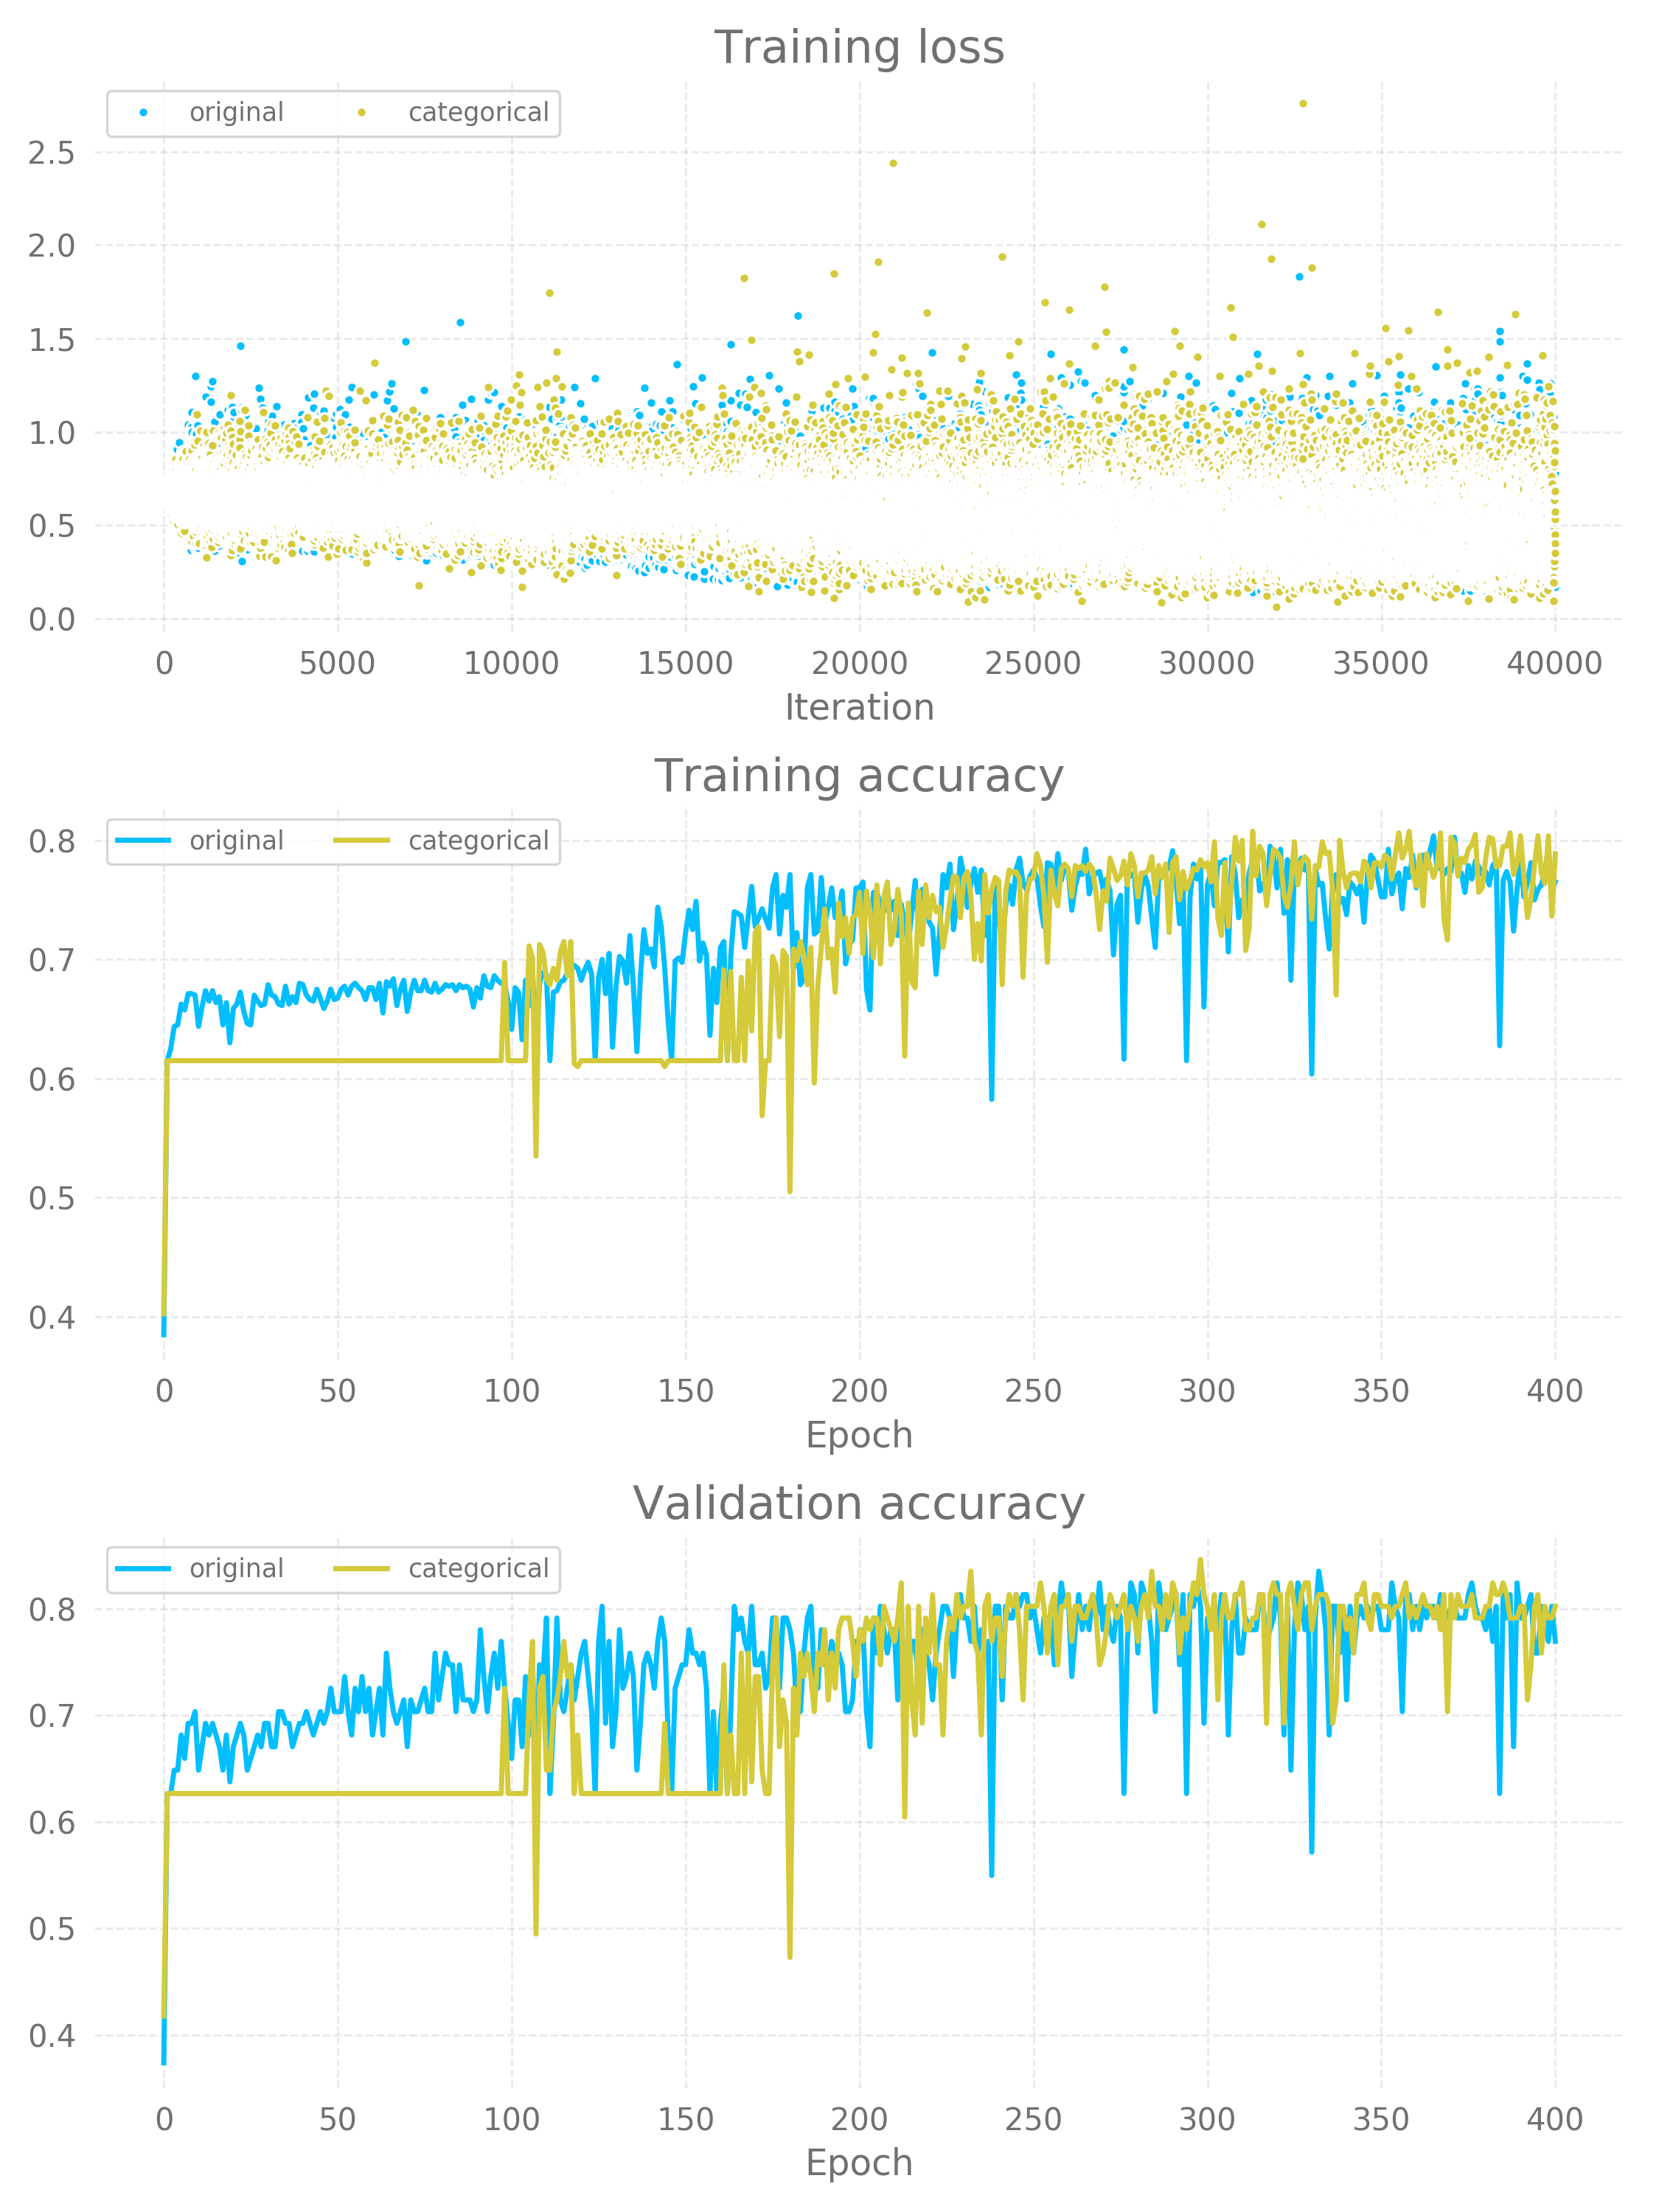 Training loss
original categorical
2.5
2.0
1.5
1.0
0.5
0.0
0 5000 10000 15000 20000 25000 30000 35000 40000
Iteration
Training accuracy
original categorical
0.8
0.7
0.6
0.5
0.4
0 50 100 150 200 250 300 350 400
Epoch
Validation accuracy
original categorical
0.8
0.7
0.6
0.5
0.4
0 50 100 150 200 250 300 350 400
Epoch